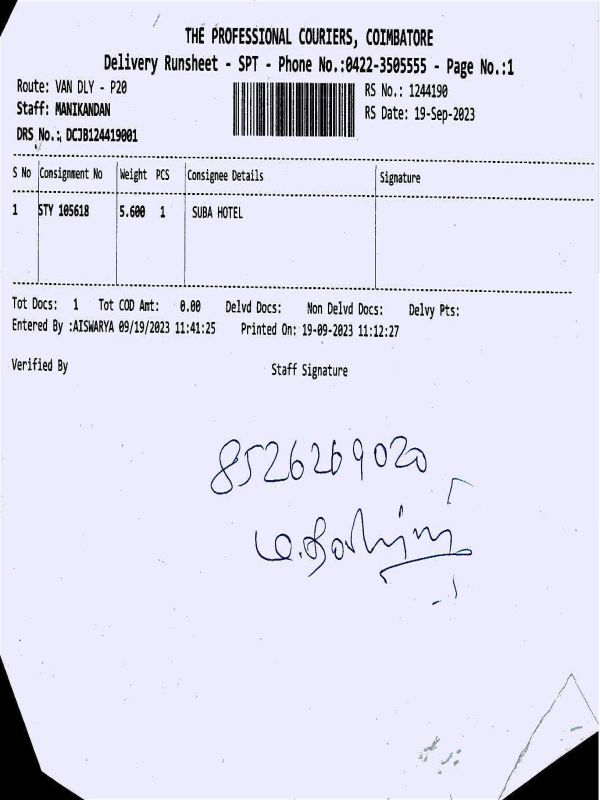 THE PROFESSIONAL COURIERS, COIMBATORE
Delivery Runsheet - SPT - Phone No.:0422-3505555 - Page No.:1
Route: VAN DLY - P20 RS No.: 1244190
Staff: MANIKANDAN RS Date: 19-Sep-2023
DRS No.: DCJB124419001
S No Consignment No Weight PCS Consignee Details Signature
1 STY 105618 5.600 1 SUBA HOTEL
Tot Docs: 1 Tot COD Amt: 0.00 Delvd Docs: Non Delvd Docs: Delvy Pts:
Entered By :AISWARYA 09/19/2023 11:41:25 Printed On: 19-09-2023 11:12:27
Verified By Staff Signature
8526269020